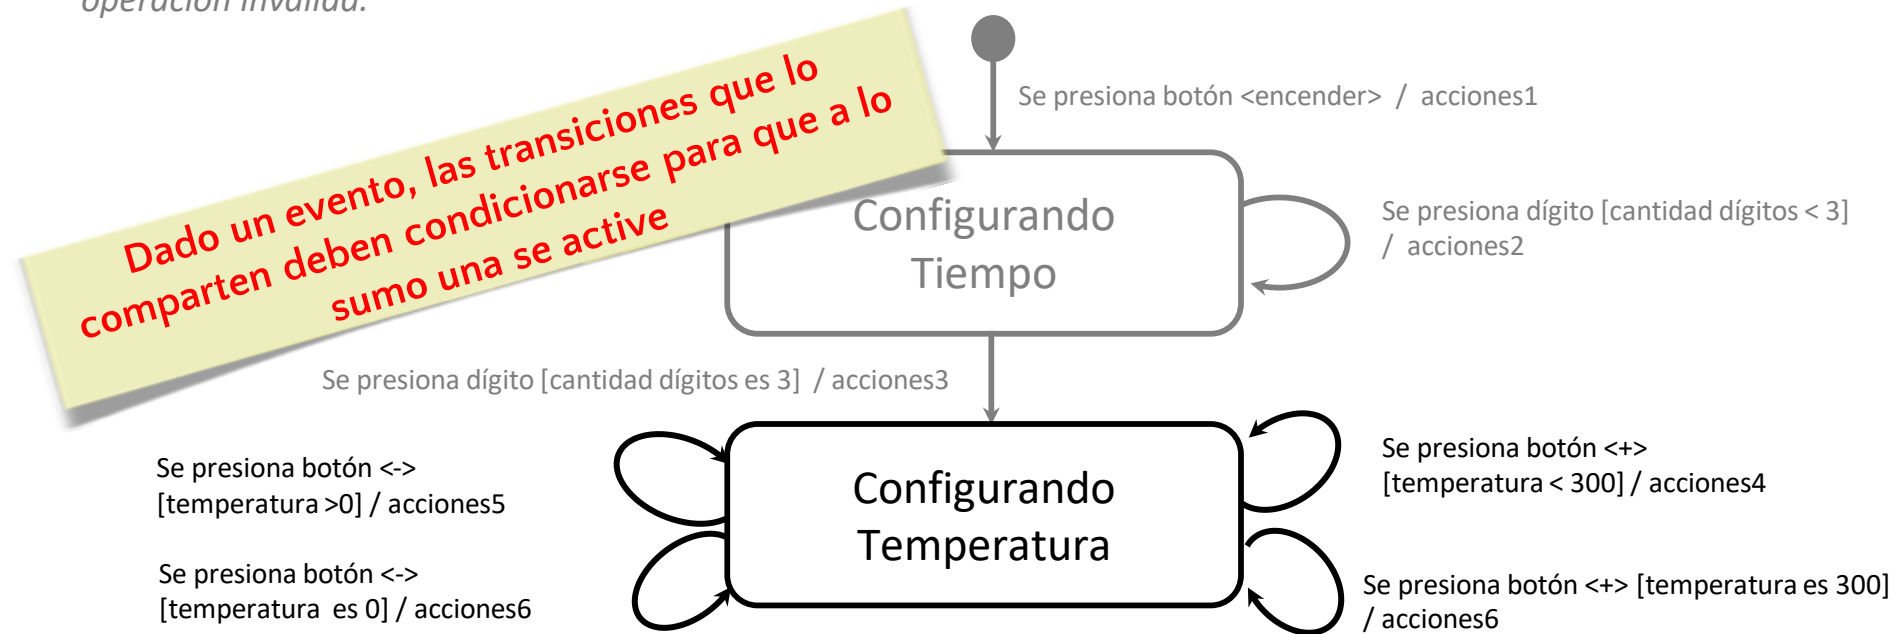 operación inválida.
Dado un evento, las transiciones que lo
comparten deben condicionarse para que a lo
sumo una se active
Se presiona botón <encender> / acciones1
Configurando
Tiempo
Se presiona dígito [cantidad dígitos < 3]
/ acciones2
Se presiona dígito [cantidad dígitos es 3] / acciones3
Se presiona botón <->
[temperatura >0] / acciones5
Configurando
Temperatura
Se presiona botón <+>
[temperatura < 300] / acciones4
Se presiona botón <->
[temperatura es 0] / acciones6
Se presiona botón <+> [temperatura es 300]
/ acciones6